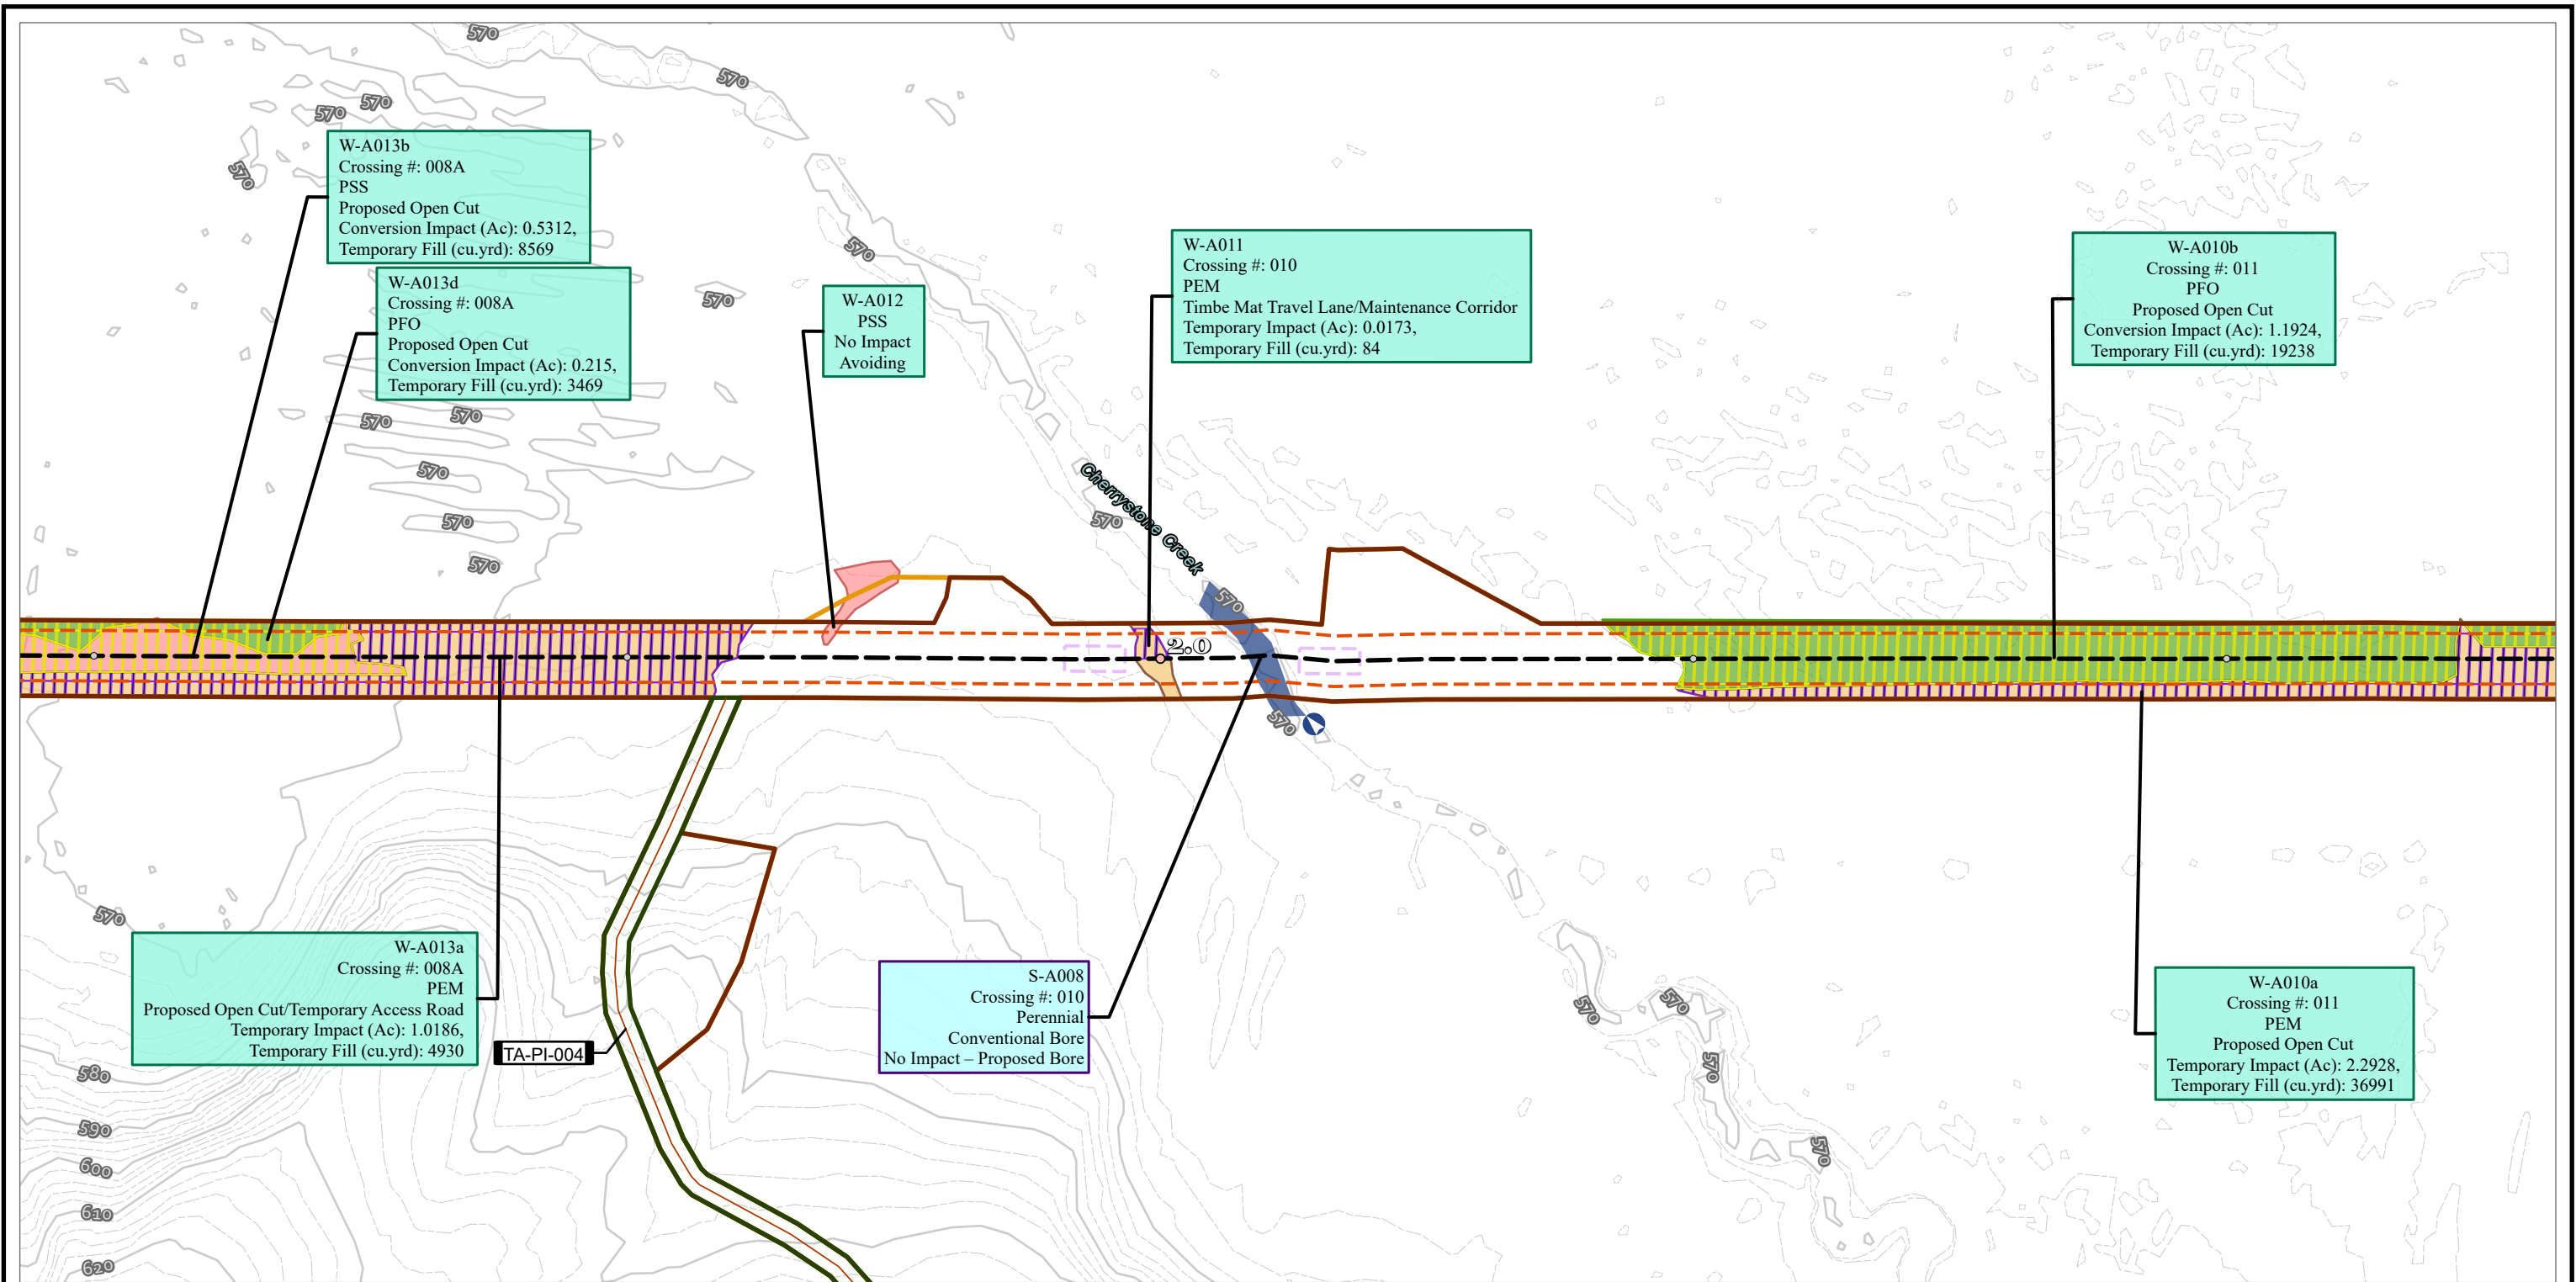 570
570
570
570
570
W-A013b
Crossing #: 008A
PSS
Proposed Open Cut
Conversion Impact (Ac): 0.5312,
Temporary Fill (cu.yrd): 8569
W-A013d
Crossing #: 008A
PFO
Proposed Open Cut
Conversion Impact (Ac): 0.215,
Temporary Fill (cu.yrd): 3469
570
570
W-A012
PSS
No Impact
Avoiding
W-A011
Crossing #: 010
PEM
Timbe Mat Travel Lane/Maintenance Corridor
Temporary Impact (Ac): 0.0173,
Temporary Fill (cu.yrd): 84
W-A010b
Crossing #: 011
PFO
Proposed Open Cut
Conversion Impact (Ac): 1.1924,
Temporary Fill (cu.yrd): 19238
570
570
570
570
570
570
Cherrystone Creek
570
2.0
570
570
W-A013a
Crossing #: 008A
PEM
Proposed Open Cut/Temporary Access Road
Temporary Impact (Ac): 1.0186,
Temporary Fill (cu.yrd): 4930
TA-PI-004
S-A008
Crossing #: 010
Perennial
Conventional Bore
No Impact – Proposed Bore
570
570
570
570
W-A010a
Crossing #: 011
PEM
Proposed Open Cut
Temporary Impact (Ac): 2.2928,
Temporary Fill (cu.yrd): 36991
580
590
600
610
620